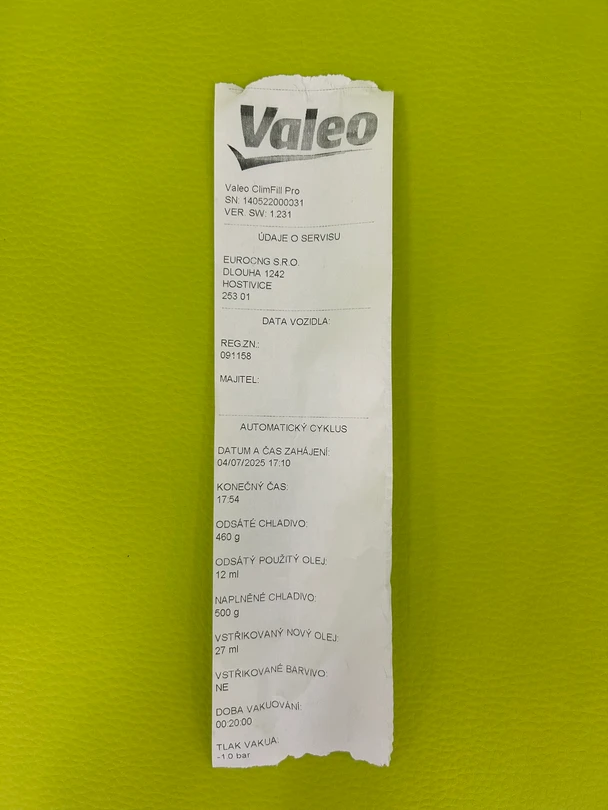 Valeo
Valeo ClimFill Pro
SN: 140522000031
VER. SW: 1.231
ÚDAJE O SERVISU
EUROCNG S.R.O.
DLOUHA 1242
HOSTIVICE
253 01
DATA VOZIDLA:
REG.ZN.:
091158
MAJITEL:
AUTOMATICKÝ CYKLUS
DATUM A ČAS ZAHÁJENÍ:
04/07/2025 17:10
KONEČNÝ ČAS:
17:54
ODSÁTÉ CHLADIVO:
460 g
ODSÁTÝ POUŽITÝ OLEJ:
12 ml
NAPLNĚNÉ CHLADIVO:
500 g
VSTŘIKOVANÝ NOVÝ OLEJ:
27 ml
VSTŘIKOVANÉ BARVIVO:
NE
DOBA VAKUOVÁNÍ:
00:20:00
TLAK VAKUA:
-1.0 bar